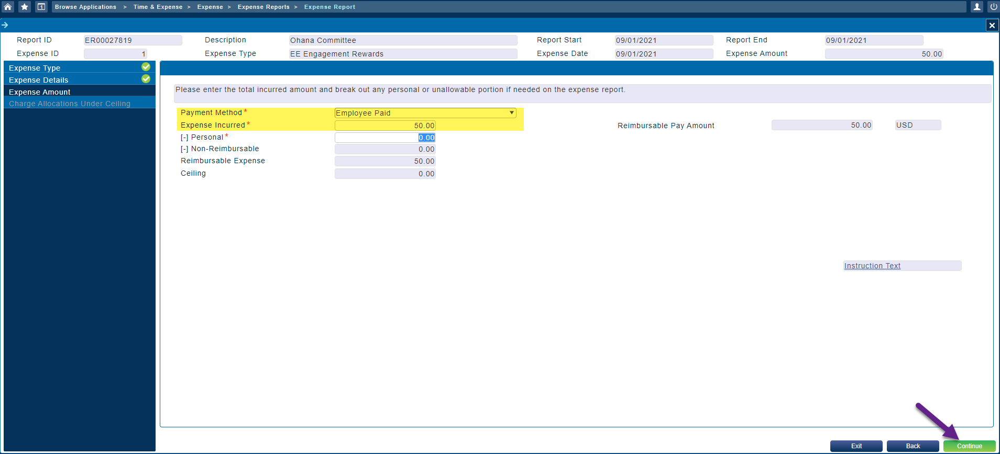 1 Browse Applications > Time & Expense > Expense > Expense Reports > Expense Report
Report ID ER00027819 Description Ohana Committee Report Start 09/01/2021 Report End 09/01/2021
Expense ID 1 Expense Type EE Engagement Rewards Expense Date 09/01/2021 Expense Amount 50.00
Expense Type
Expense Details
Expense Amount
Charge Allocations Under Ceiling
Please enter the total incurred amount and break out any personal or unallowable portion if needed on the expense report.
Payment Method * Employee Paid
Expense Incurred * 50.00 Reimbursable Pay Amount 50.00 USD
[-] Personal * 0.00
[-] Non-Reimbursable 0.00
Reimbursable Expense 50.00
Ceiling 0.00
Instruction Text
Exit Back Continue